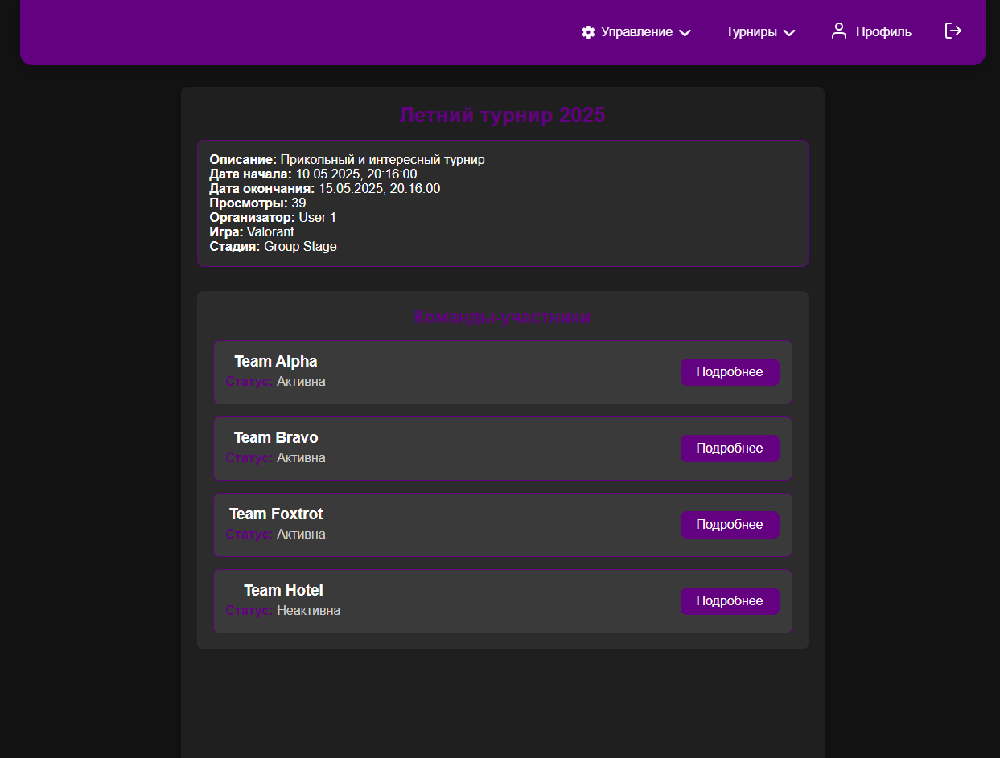 Управление Турниры Профиль
Летний турнир 2025
Описание: Прикольный и интересный турнир
Дата начала: 10.05.2025, 20:16:00
Дата окончания: 15.05.2025, 20:16:00
Просмотры: 39
Организатор: User 1
Игра: Valorant
Стадия: Group Stage
Команды-участники
Team Alpha
Статус: Активна
Подробнее
Team Bravo
Статус: Активна
Подробнее
Team Foxtrot
Статус: Активна
Подробнее
Team Hotel
Статус: Неактивна
Подробнее